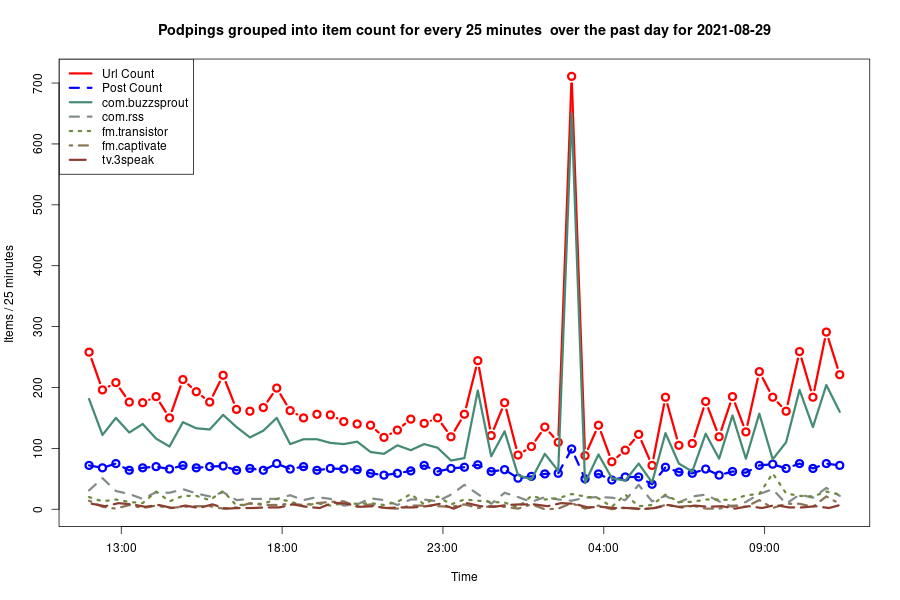 Podpings grouped into item count for every 25 minutes  over the past day for 2021-08-29
Url Count
Post Count
com.buzzsprout
com.rss
fm.transistor
fm.captivate
tv.3speak
Items / 25 minutes
700
600
500
400
300
200
100
0
13:00
18:00
23:00
04:00
09:00
Time